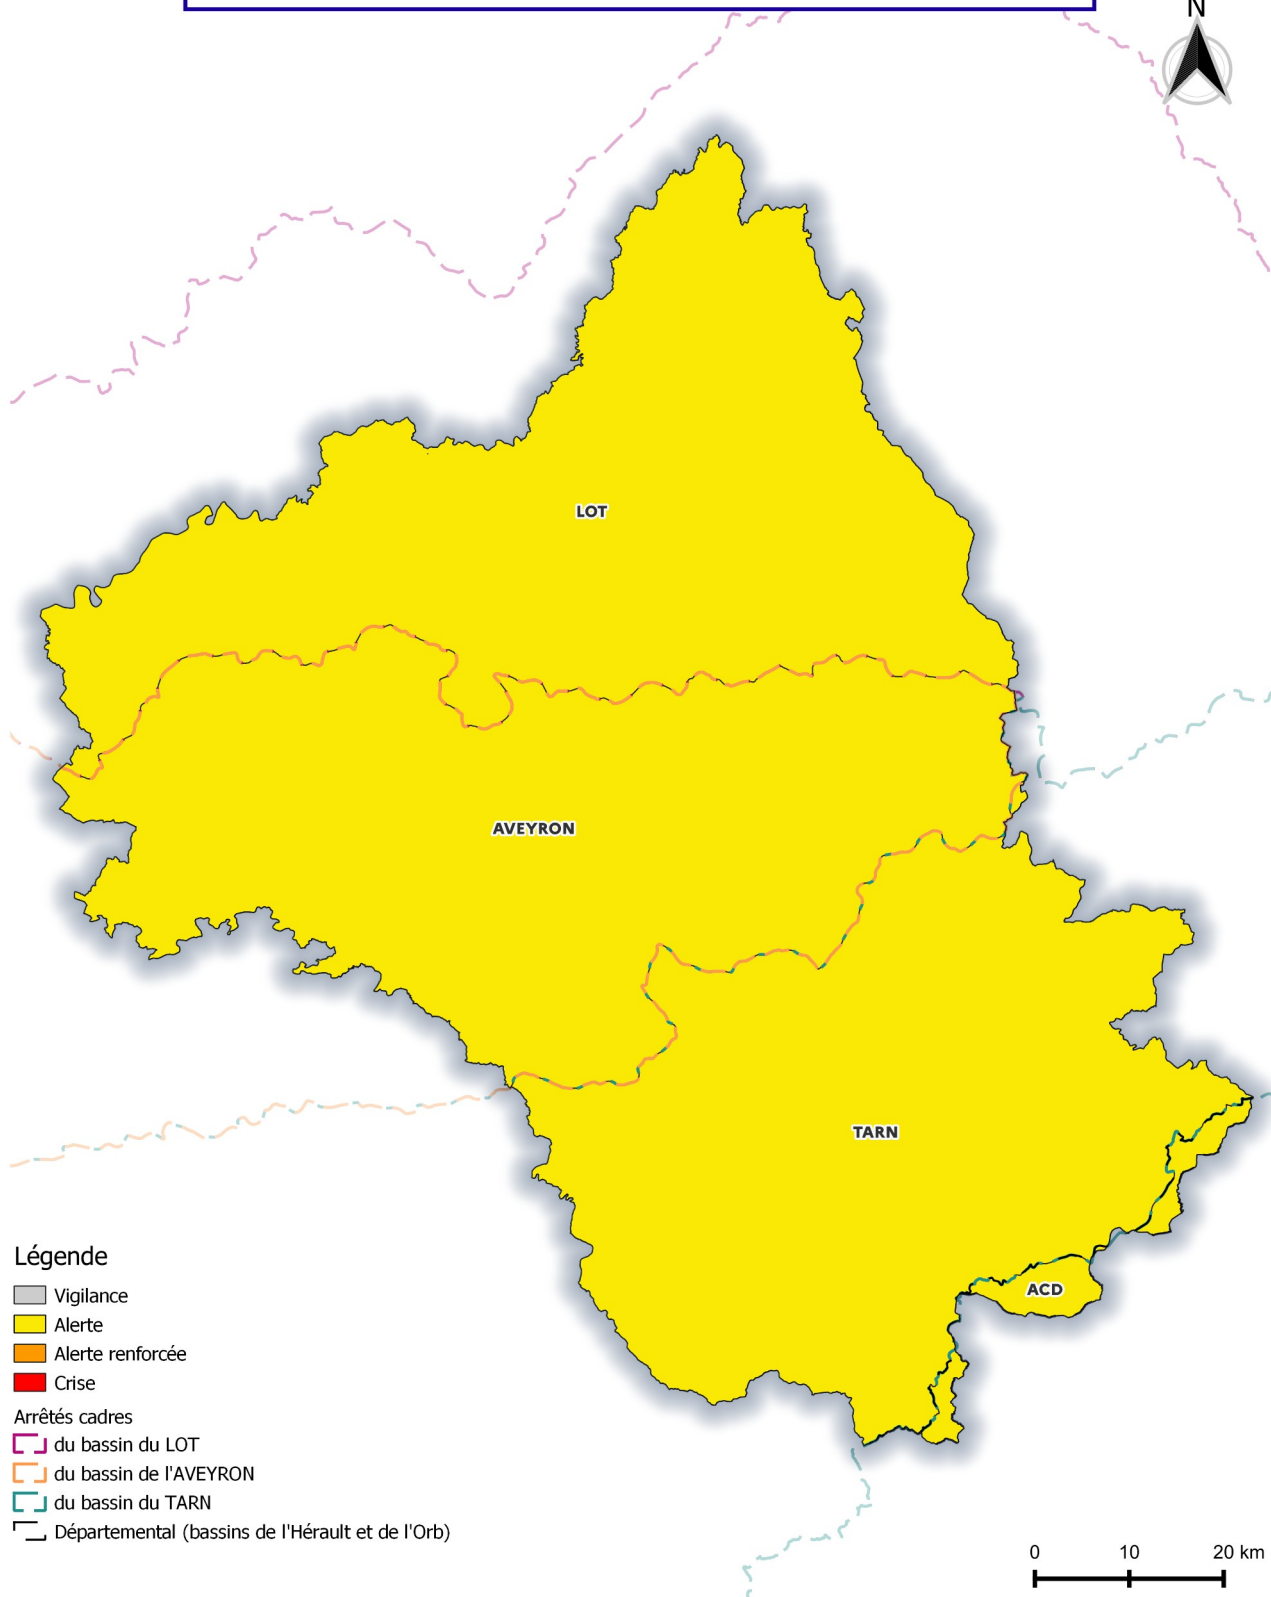 N
LOT
AVEYRON
TARN
ACD
Légende
Vigilance
Alerte
Alerte renforcée
Crise
Arrêtés cadres
du bassin du LOT
du bassin de l'AVEYRON
du bassin du TARN
Départemental (bassins de l'Hérault et de l'Orb)
0 10 20 km